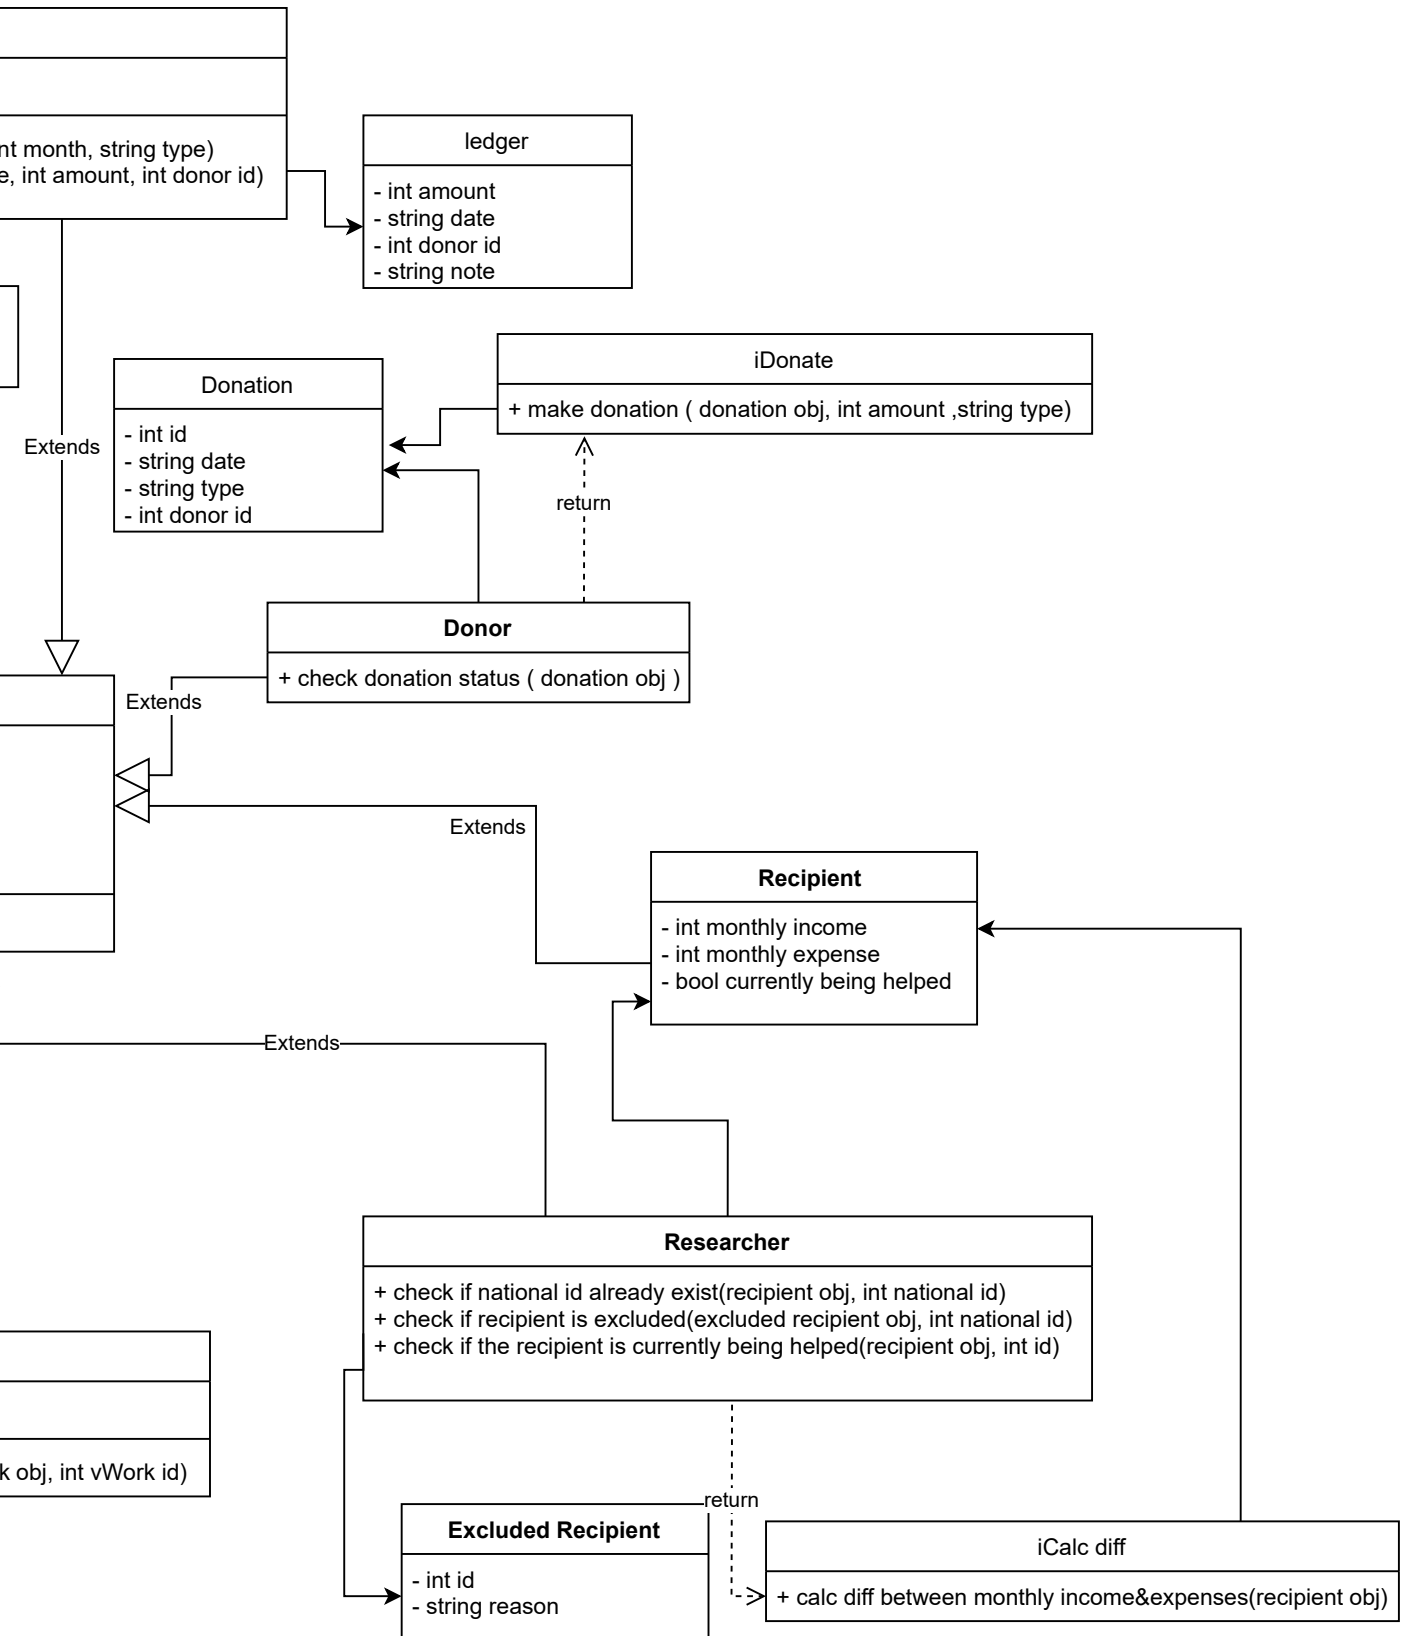 nt month, string type)
e, int amount, int donor id)
ledger
- int amount
- string date
- int donor id
- string note
iDonate
+ make donation ( donation obj, int amount ,string type)
Donation
- int id
- string date
- string type
- int donor id
Extends
return
Donor
+ check donation status ( donation obj )
Extends
Extends
Recipient
- int monthly income
- int monthly expense
- bool currently being helped
Extends
Researcher
+ check if national id already exist(recipient obj, int national id)
+ check if recipient is excluded(excluded recipient obj, int national id)
+ check if the recipient is currently being helped(recipient obj, int id)
k obj, int vWork id)
return
Excluded Recipient
- int id
- string reason
iCalc diff
+ calc diff between monthly income&expenses(recipient obj)